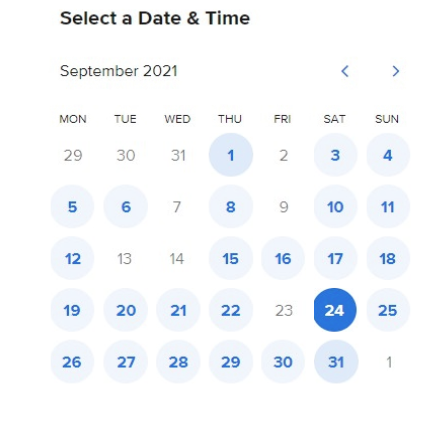 Select a Date & Time
September 2021
MON TUE WED THU FRI SAT SUN
29 30 31 1 2 3 4
5 6 7 8 9 10 11
12 13 14 15 16 17 18
19 20 21 22 23 24 25
26 27 28 29 30 31 1